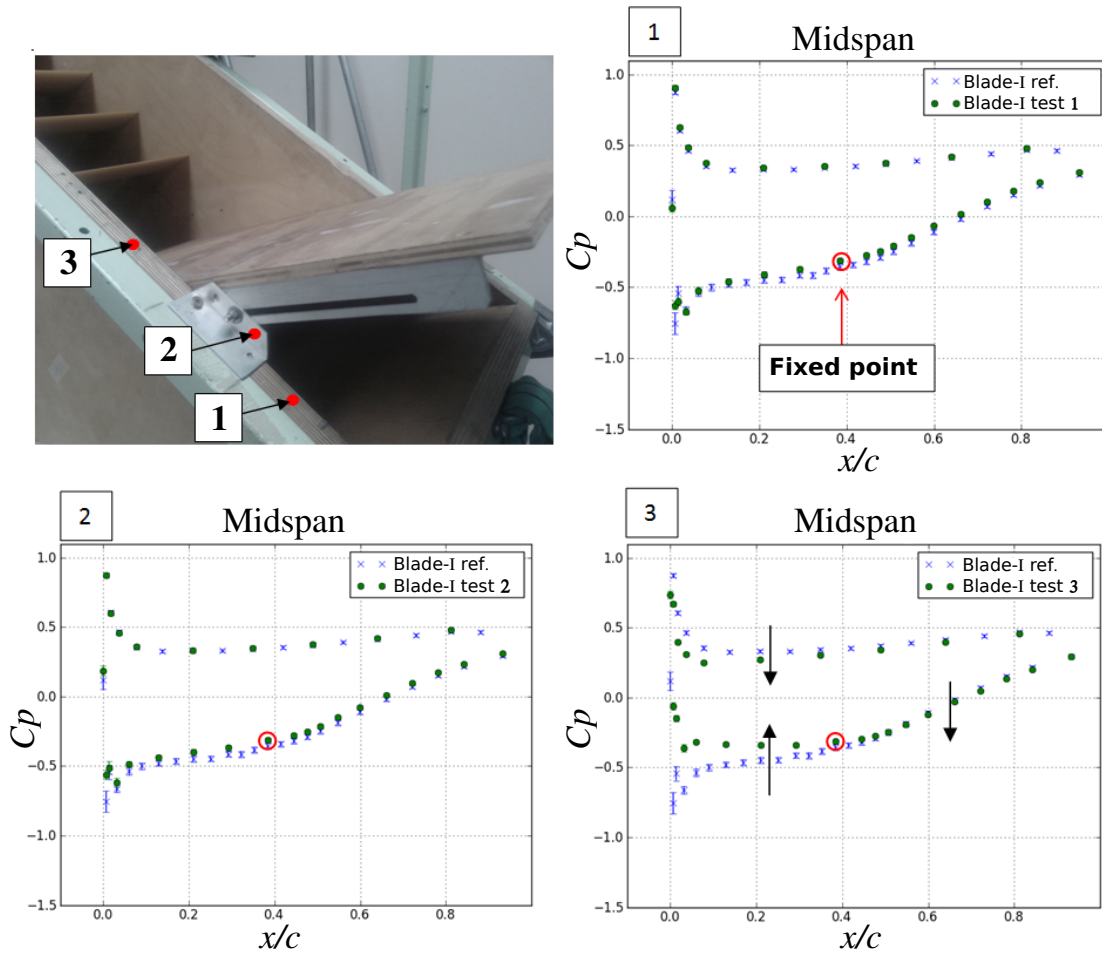 3
2
1
1
Midspan
Blade-I ref.
Blade-I test 1
Cp
1.0
0.5
0.0
−0.5
−1.0
−1.5
Fixed point
0.0 0.2 0.4 0.6 0.8
x/c
2
Midspan
Blade-I ref.
Blade-I test 2
Cp
1.0
0.5
0.0
−0.5
−1.0
−1.5
0.0 0.2 0.4 0.6 0.8
x/c
3
Midspan
Blade-I ref.
Blade-I test 3
Cp
1.0
0.5
0.0
−0.5
−1.0
−1.5
0.0 0.2 0.4 0.6 0.8
x/c